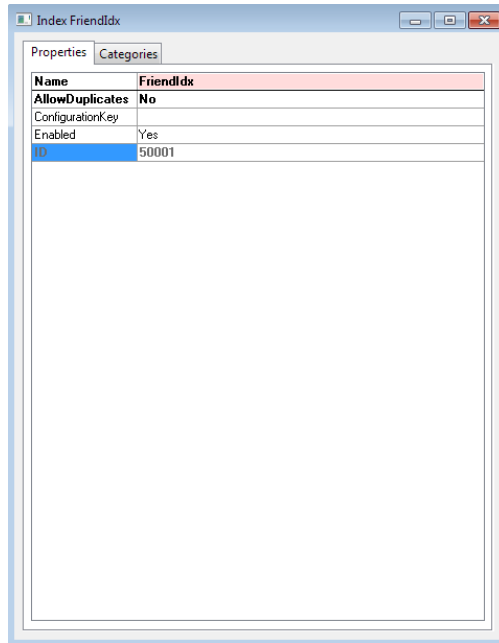 Index FriendIdx
Properties Categories
Name FriendIdx
AllowDuplicates No
ConfigurationKey
Enabled Yes
ID 50001